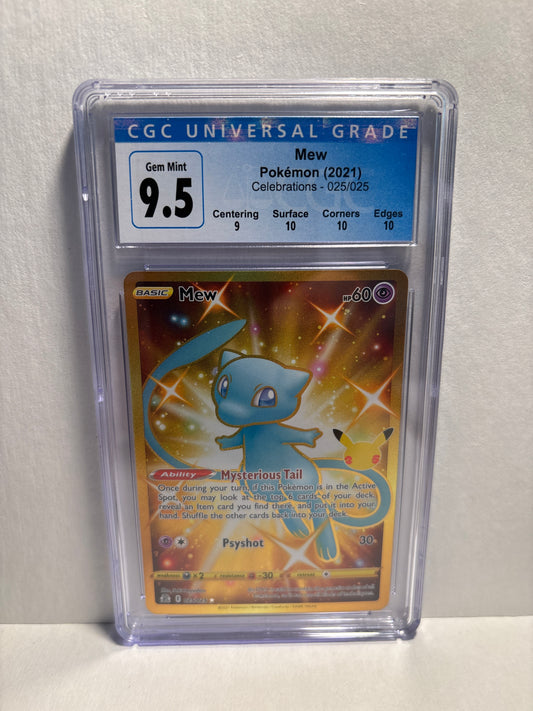 CGC UNIVERSAL GRADE
Gem Mint
9.5
Mew
Pokémon (2021)
Celebrations - 025/025
Centering Surface Corners Edges
9 10 10 10
BASIC Mew HP60
Ability Mysterious Tail
Once during your turn, if this Pokémon is in the Active
Spot, you may look at the top 6 cards of your deck,
reveal an Item card you find there, and put it into your
hand. Shuffle the other cards back into your deck.
Psyshot 30
weakness ×2 resistance -30 retreat
025/025